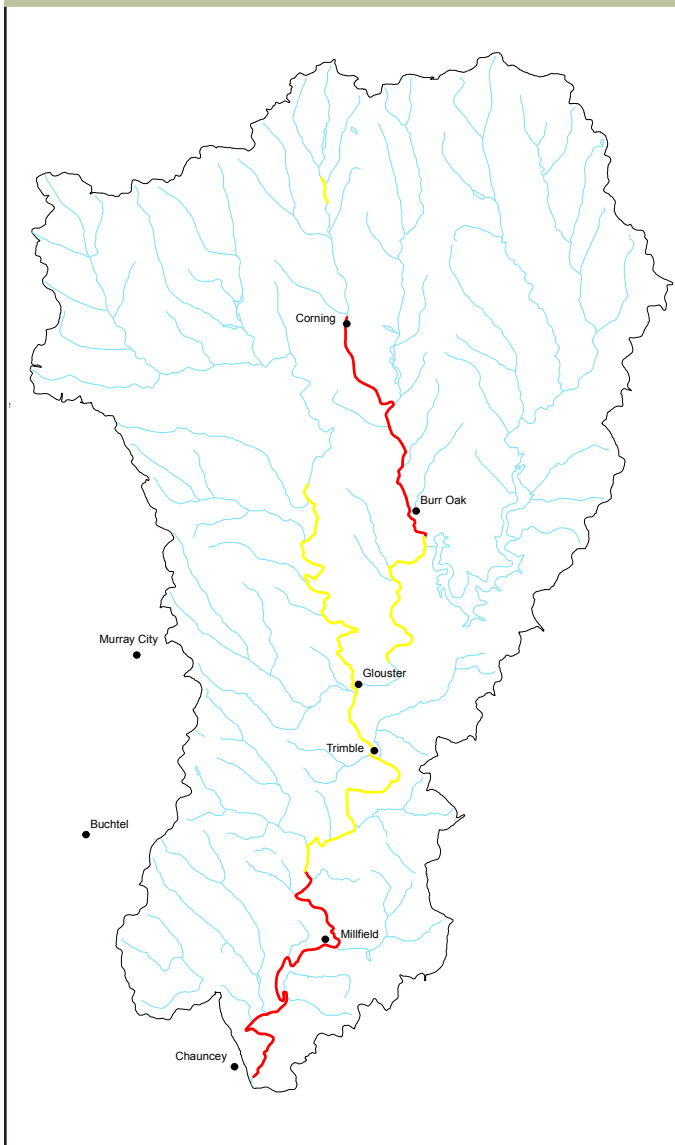 Corning
Burr Oak
Murray City
Glouster
Trimble
Buchtel
Millfield
Chauncey